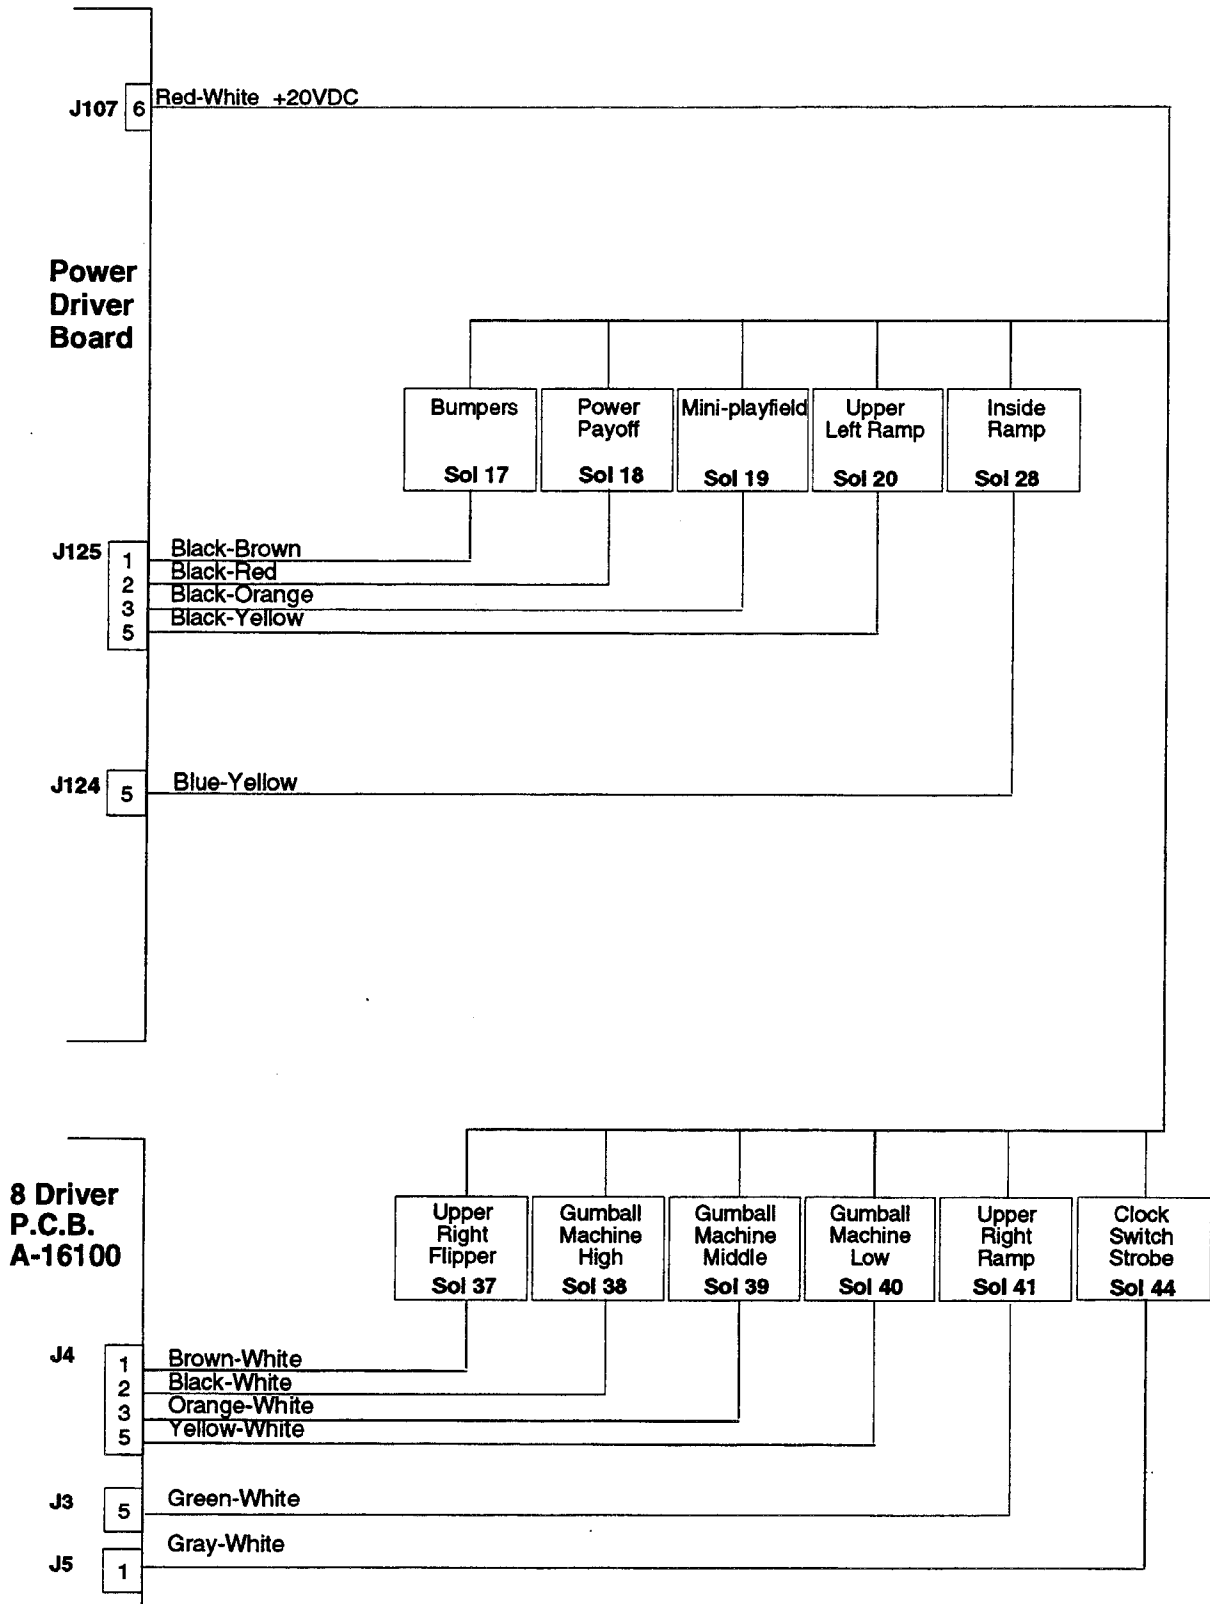 J107 6 Red-White +20VDC
Power
Driver
Board
Bumpers
Sol 17
Power
Payoff
Sol 18
Mini-playfield
Sol 19
Upper
Left Ramp
Sol 20
Inside
Ramp
Sol 28
J125
1 Black-Brown
2 Black-Red
3 Black-Orange
5 Black-Yellow
J124 5 Blue-Yellow
8 Driver
P.C.B.
A-16100
Upper
Right
Flipper
Sol 37
Gumball
Machine
High
Sol 38
Gumball
Machine
Middle
Sol 39
Gumball
Machine
Low
Sol 40
Upper
Right
Ramp
Sol 41
Clock
Switch
Strobe
Sol 44
J4
1 Brown-White
2 Black-White
3 Orange-White
5 Yellow-White
J3 5 Green-White
J5 1 Gray-White